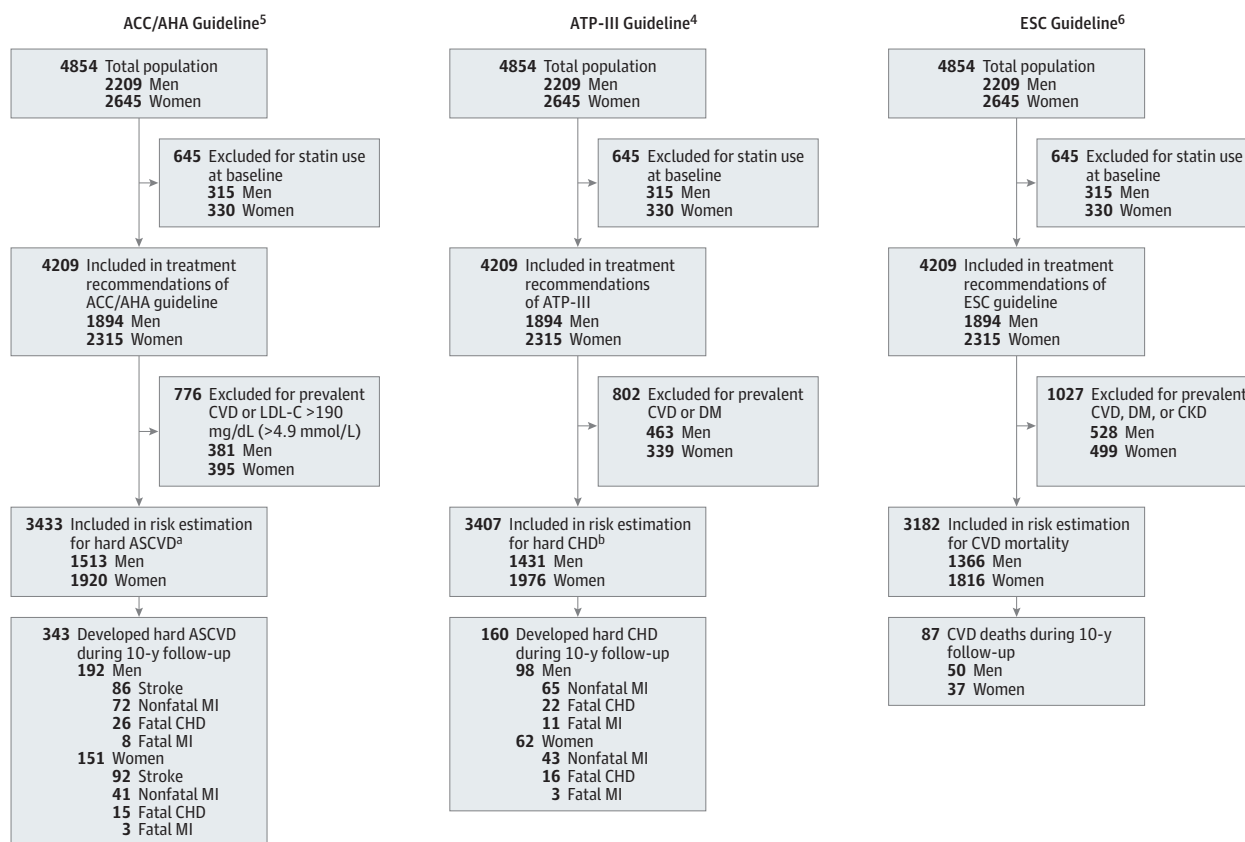 ACC/AHA Guideline5
4854 Total population
2209 Men
2645 Women
645 Excluded for statin use
at baseline
315 Men
330 Women
4209 Included in treatment
recommendations of
ACC/AHA guideline
1894 Men
2315 Women
776 Excluded for prevalent
CVD or LDL-C >190
mg/dL (>4.9 mmol/L)
381 Men
395 Women
3433 Included in risk estimation
for hard ASCVDa
1513 Men
1920 Women
343 Developed hard ASCVD
during 10-y follow-up
192 Men
86 Stroke
72 Nonfatal MI
26 Fatal CHD
8 Fatal MI
151 Women
92 Stroke
41 Nonfatal MI
15 Fatal CHD
3 Fatal MI
ATP-III Guideline4
4854 Total population
2209 Men
2645 Women
645 Excluded for statin use
at baseline
315 Men
330 Women
4209 Included in treatment
recommendations
of ATP-III
1894 Men
2315 Women
802 Excluded for prevalent
CVD or DM
463 Men
339 Women
3407 Included in risk estimation
for hard CHDb
1431 Men
1976 Women
160 Developed hard CHD
during 10-y follow-up
98 Men
65 Nonfatal MI
22 Fatal CHD
11 Fatal MI
62 Women
43 Nonfatal MI
16 Fatal CHD
3 Fatal MI
ESC Guideline6
4854 Total population
2209 Men
2645 Women
645 Excluded for statin use
at baseline
315 Men
330 Women
4209 Included in treatment
recommendations of
ESC guideline
1894 Men
2315 Women
1027 Excluded for prevalent
CVD, DM, or CKD
528 Men
499 Women
3182 Included in risk estimation
for CVD mortality
1366 Men
1816 Women
87 CVD deaths during 10-y
follow-up
50 Men
37 Women